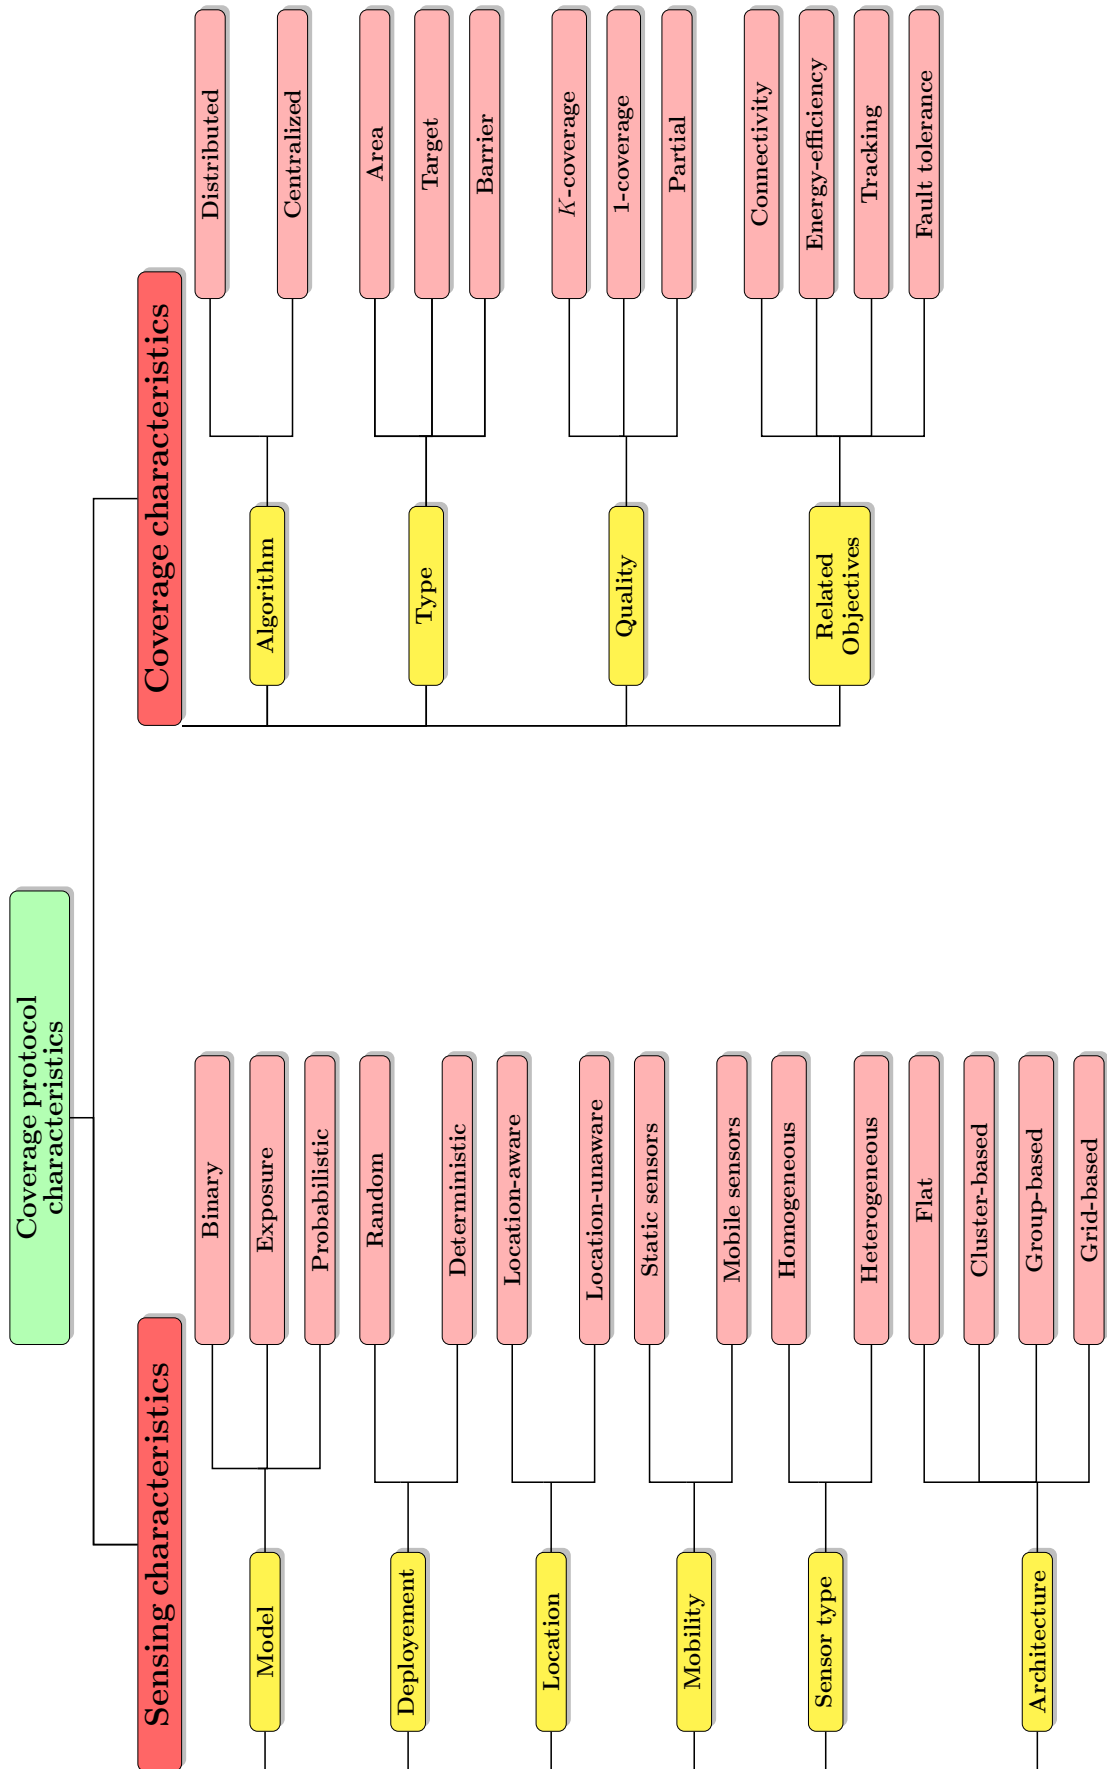 Coverage protocol
characteristics
Sensing characteristics
Model
Binary
Exposure
Probabilistic
Deployement
Random
Deterministic
Location
Location-aware
Location-unaware
Mobility
Static sensors
Mobile sensors
Sensor type
Homogeneous
Heterogeneous
Architecture
Flat
Cluster-based
Group-based
Grid-based
Coverage characteristics
Algorithm
Distributed
Centralized
Type
Area
Target
Barrier
Quality
K-coverage
1-coverage
Partial
Related
Objectives
Connectivity
Energy-efficiency
Tracking
Fault tolerance